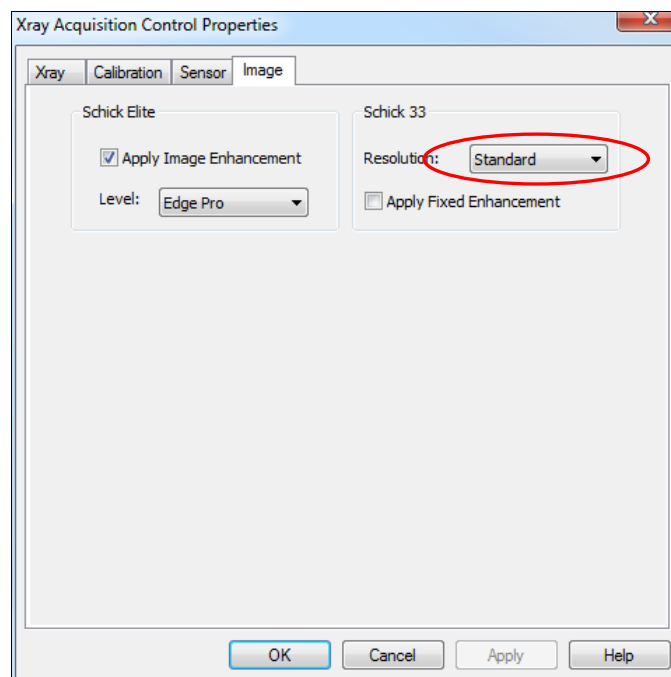 Xray Acquisition Control Properties
Xray Calibration Sensor Image
Schick Elite
Apply Image Enhancement
Level: Edge Pro
Schick 33
Resolution: Standard
Apply Fixed Enhancement
OK Cancel Apply Help